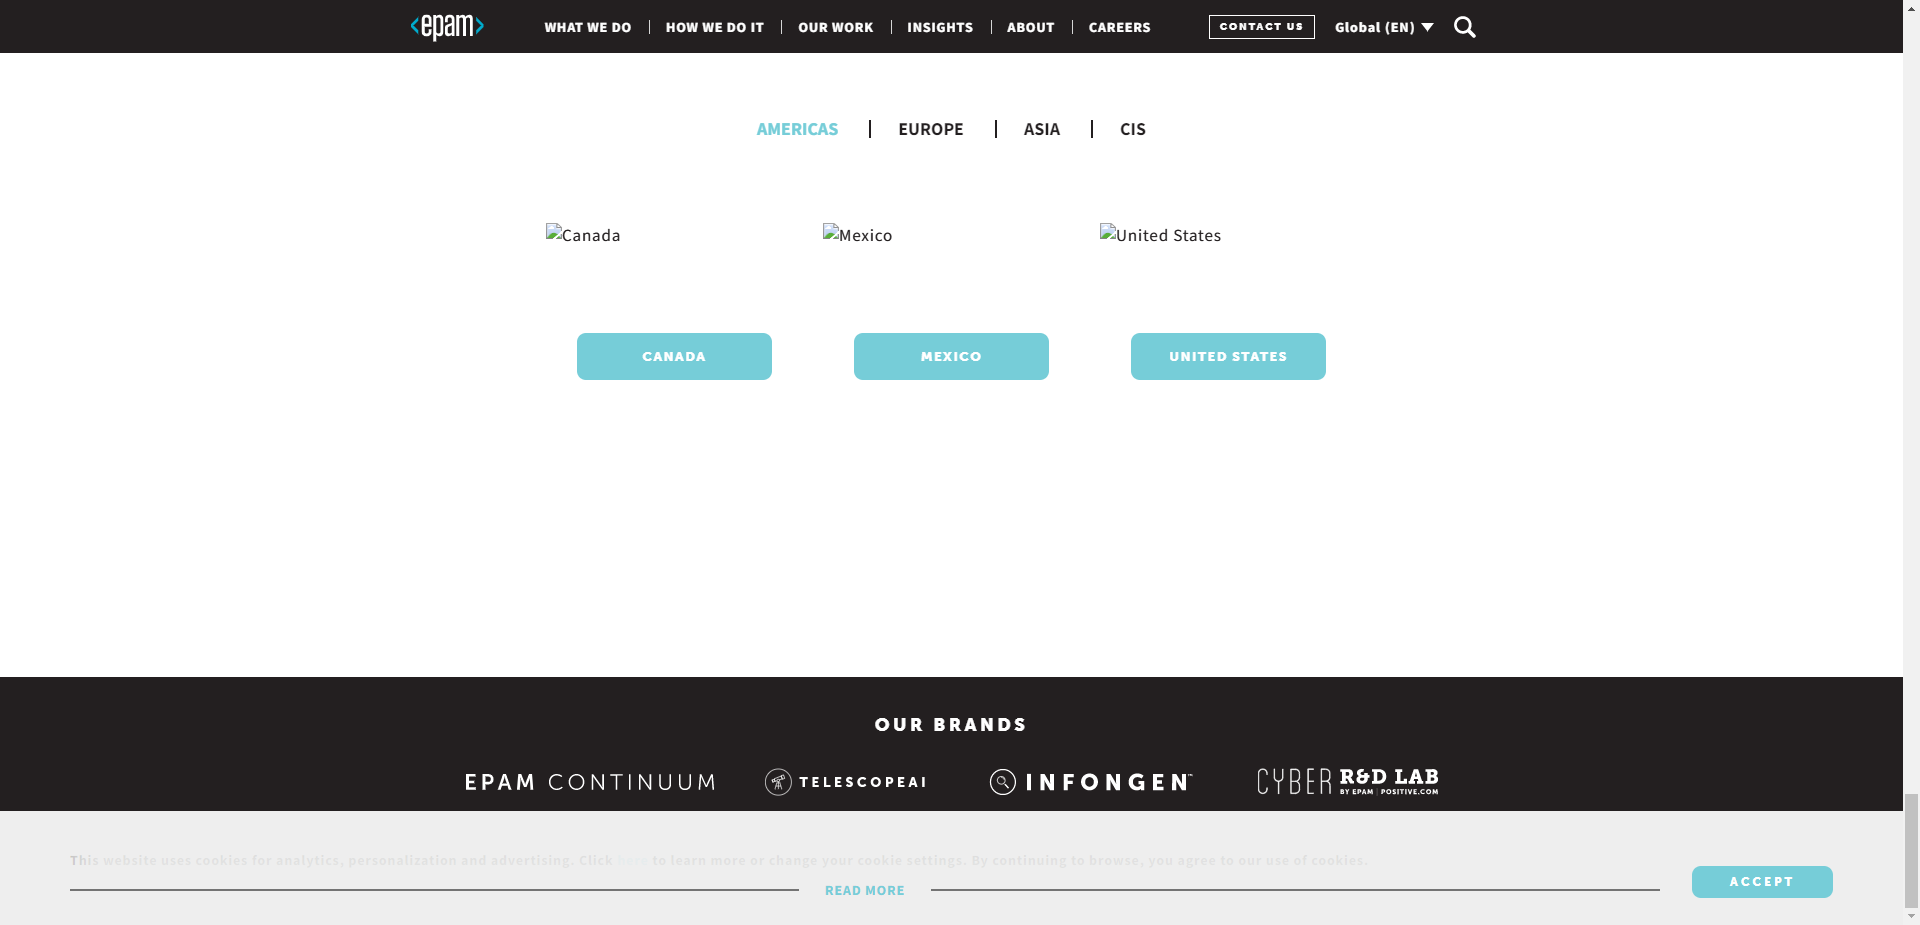 epam WHAT WE DO HOW WE DO IT OUR WORK INSIGHTS ABOUT CAREERS CONTACT US Global (EN)
AMERICAS EUROPE ASIA CIS
Canada Mexico United States
CANADA MEXICO UNITED STATES
OUR BRANDS
EPAM CONTINUUM TELESCOPEAI INFONGEN™ CYBER R&D LAB
BY EPAM | POSITIVE.COM
This website uses cookies for analytics, personalization and advertising. Click here to learn more or change your cookie settings. By continuing to browse, you agree to our use of cookies.
READ MORE
ACCEPT